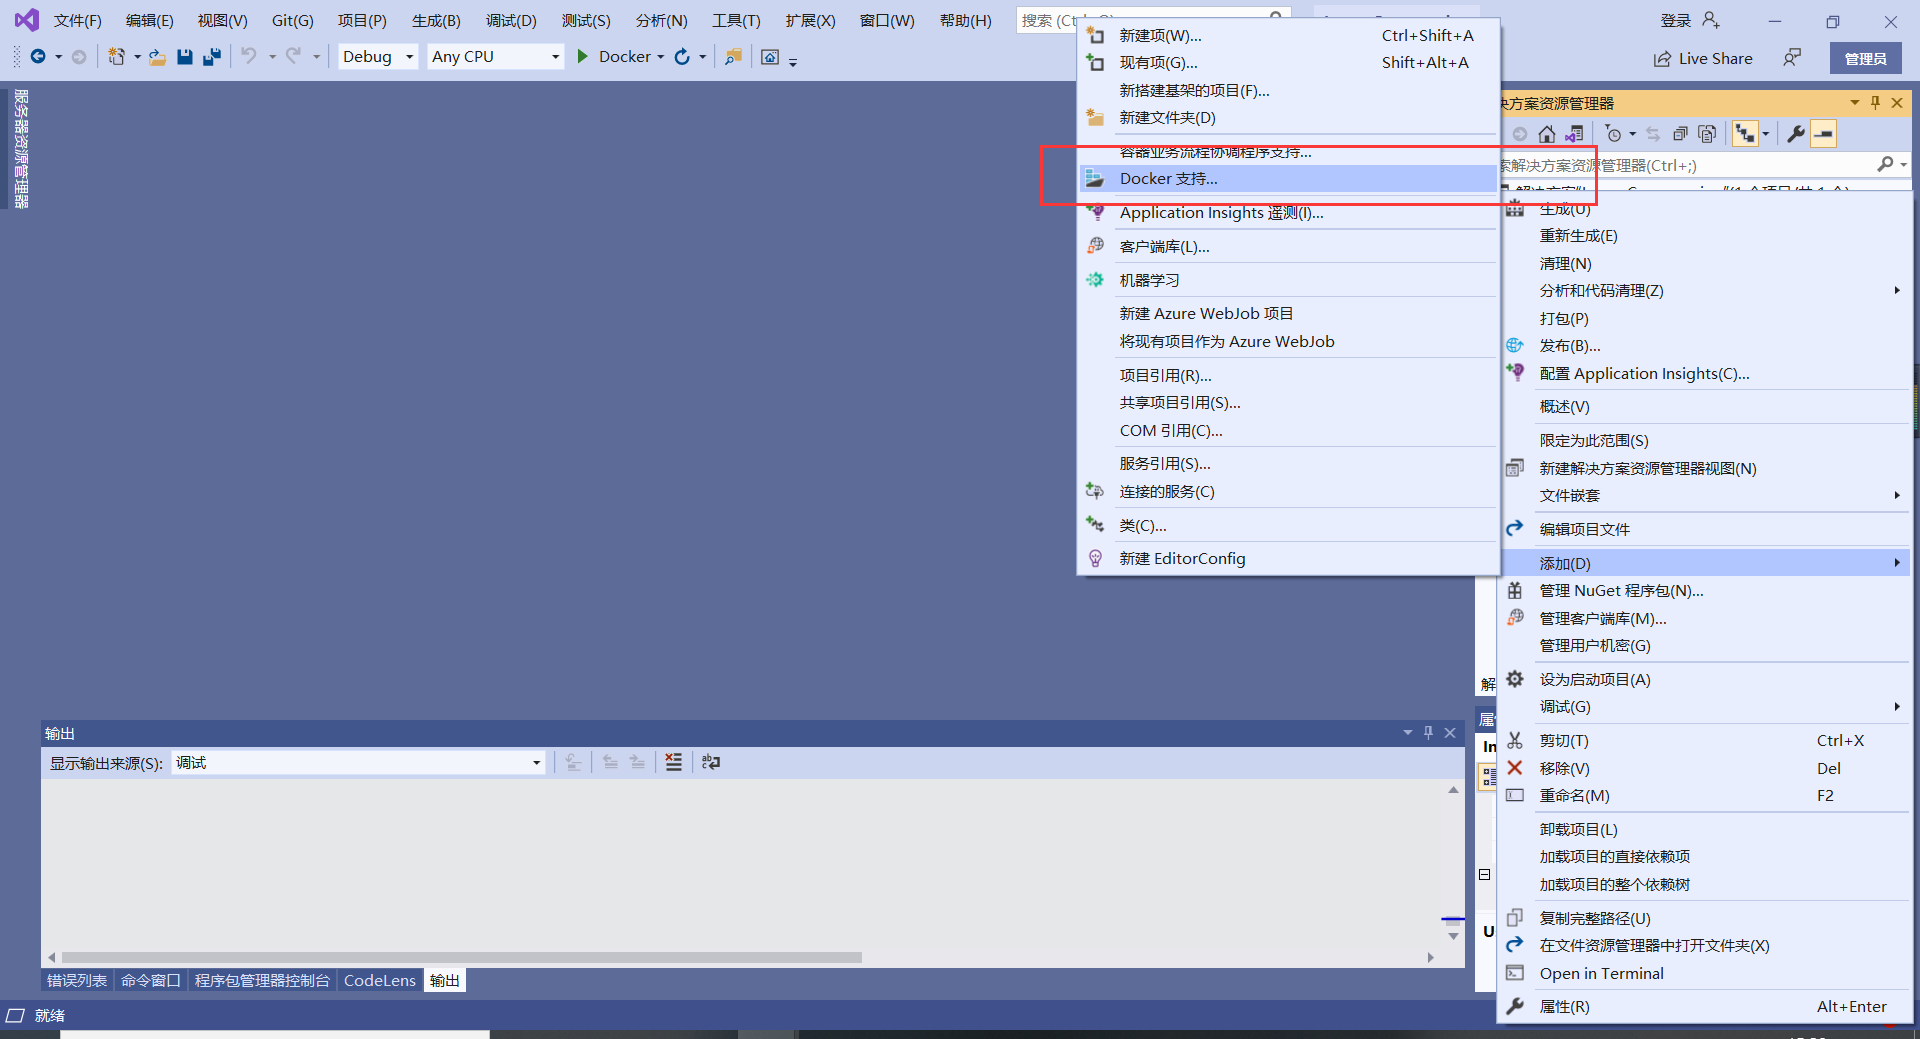 文件(F) 编辑(E) 视图(V) Git(G) 项目(P) 生成(B) 调试(D) 测试(S) 分析(N) 工具(T) 扩展(X) 窗口(W) 帮助(H) 搜索 登录
Debug Any CPU Docker Live Share 管理员
服务器资源管理器
新建项(W)... Ctrl+Shift+A
现有项(G)... Shift+Alt+A
新搭建基架的项目(F)...
新建文件夹(D)
容器业务流程协调程序支持...
Docker 支持...
Application Insights 遥测(I)...
客户端库(L)...
机器学习
新建 Azure WebJob 项目
将现有项目作为 Azure WebJob
项目引用(R)...
共享项目引用(S)...
COM 引用(C)...
服务引用(S)...
连接的服务(C)
类(C)...
新建 EditorConfig
方案资源管理器
索解决方案资源管理器(Ctrl+;)
生成(U)
重新生成(E)
清理(N)
分析和代码清理(Z)
打包(P)
发布(B)...
配置 Application Insights(C)...
概述(V)
限定为此范围(S)
新建解决方案资源管理器视图(N)
文件嵌套
编辑项目文件
添加(D)
管理 NuGet 程序包(N)...
管理客户端库(M)...
管理用户机密(G)
设为启动项目(A)
调试(G)
剪切(T) Ctrl+X
移除(V) Del
重命名(M) F2
卸载项目(L)
加载项目的直接依赖项
加载项目的整个依赖树
复制完整路径(U)
在文件资源管理器中打开文件夹(X)
Open in Terminal
属性(R) Alt+Enter
解
属
In
U
输出
显示输出来源(S): 调试
错误列表 命令窗口 程序包管理器控制台 CodeLens 输出
就绪